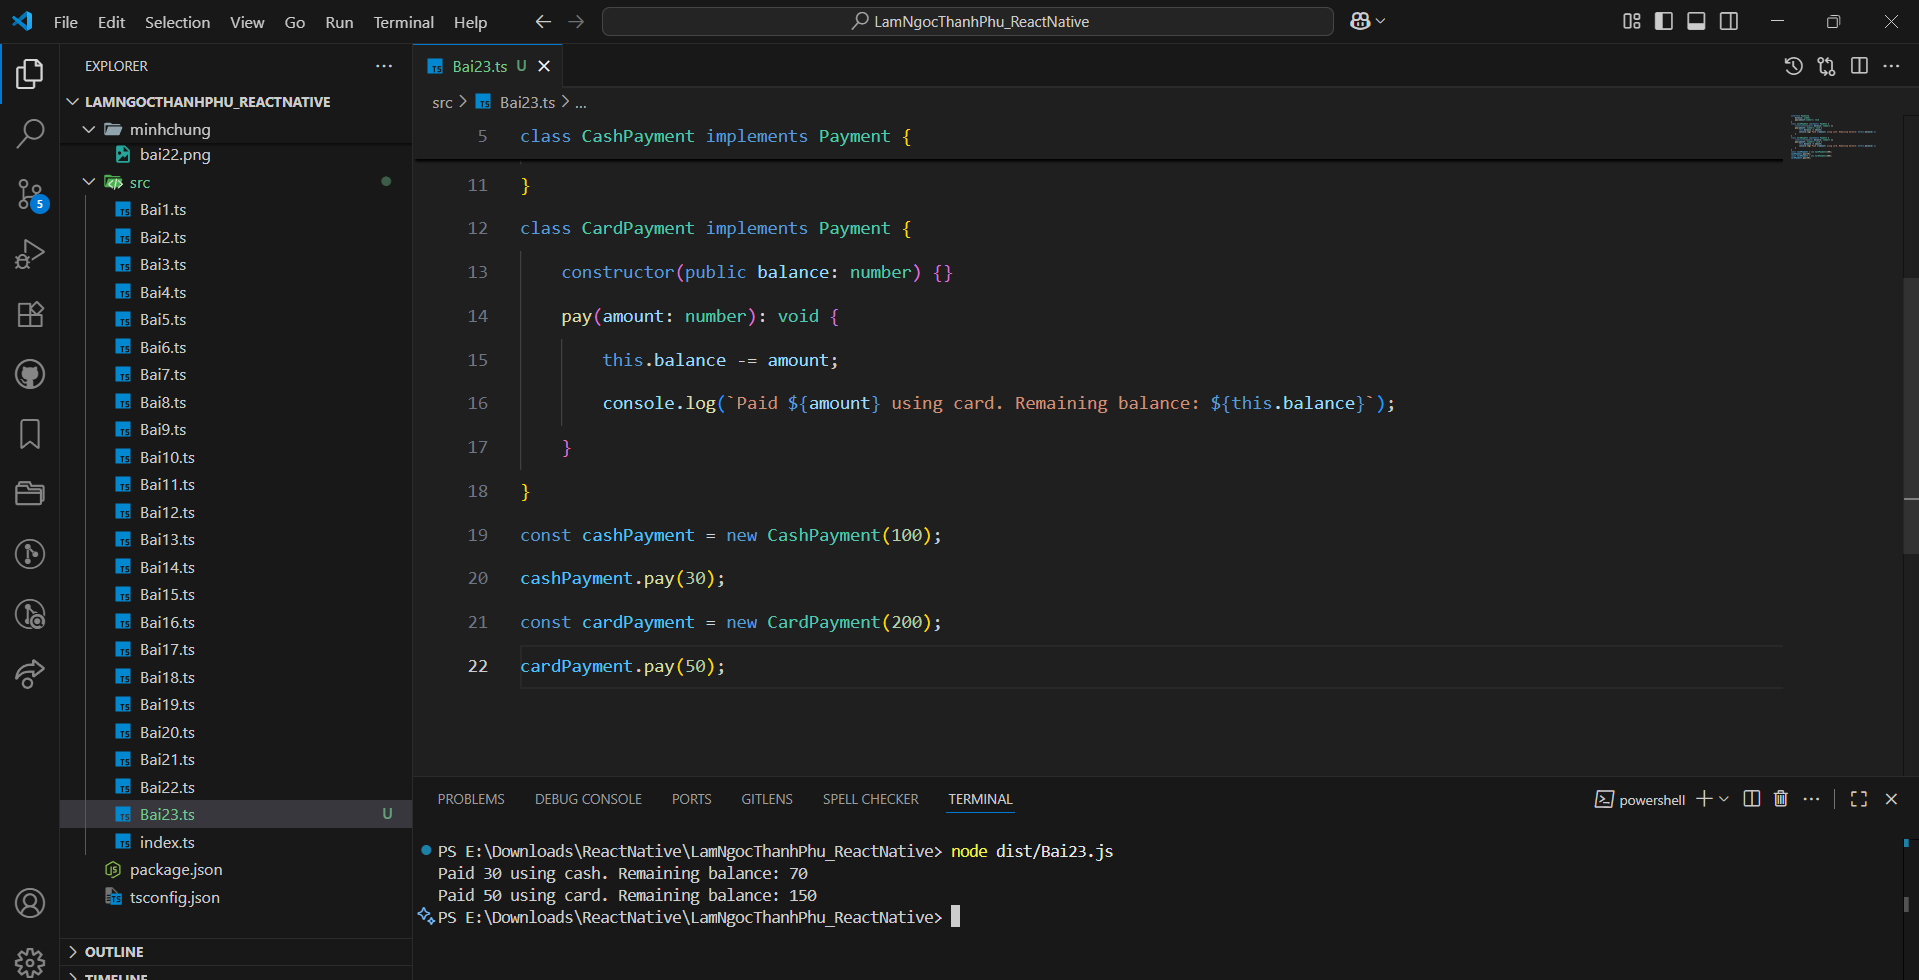 File Edit Selection View Go Run Terminal Help
LamNgocThanhPhu_ReactNative
EXPLORER
LAMNGOCTHANHPHU_REACTNATIVE
minhchung
bai22.png
src
Bai1.ts
Bai2.ts
Bai3.ts
Bai4.ts
Bai5.ts
Bai6.ts
Bai7.ts
Bai8.ts
Bai9.ts
Bai10.ts
Bai11.ts
Bai12.ts
Bai13.ts
Bai14.ts
Bai15.ts
Bai16.ts
Bai17.ts
Bai18.ts
Bai19.ts
Bai20.ts
Bai21.ts
Bai22.ts
Bai23.ts U
index.ts
package.json
tsconfig.json
OUTLINE
TIMELINE
5
Bai23.ts U
src > Bai23.ts > ...
5 class CashPayment implements Payment {
11 }
12 class CardPayment implements Payment {
13 constructor(public balance: number) {}
14 pay(amount: number): void {
15 this.balance -= amount;
16 console.log(`Paid ${amount} using card. Remaining balance: ${this.balance}`);
17 }
18 }
19 const cashPayment = new CashPayment(100);
20 cashPayment.pay(30);
21 const cardPayment = new CardPayment(200);
22 cardPayment.pay(50);
PROBLEMS DEBUG CONSOLE PORTS GITLENS SPELL CHECKER TERMINAL
powershell
PS E:\Downloads\ReactNative\LamNgocThanhPhu_ReactNative> node dist/Bai23.js
Paid 30 using cash. Remaining balance: 70
Paid 50 using card. Remaining balance: 150
PS E:\Downloads\ReactNative\LamNgocThanhPhu_ReactNative>